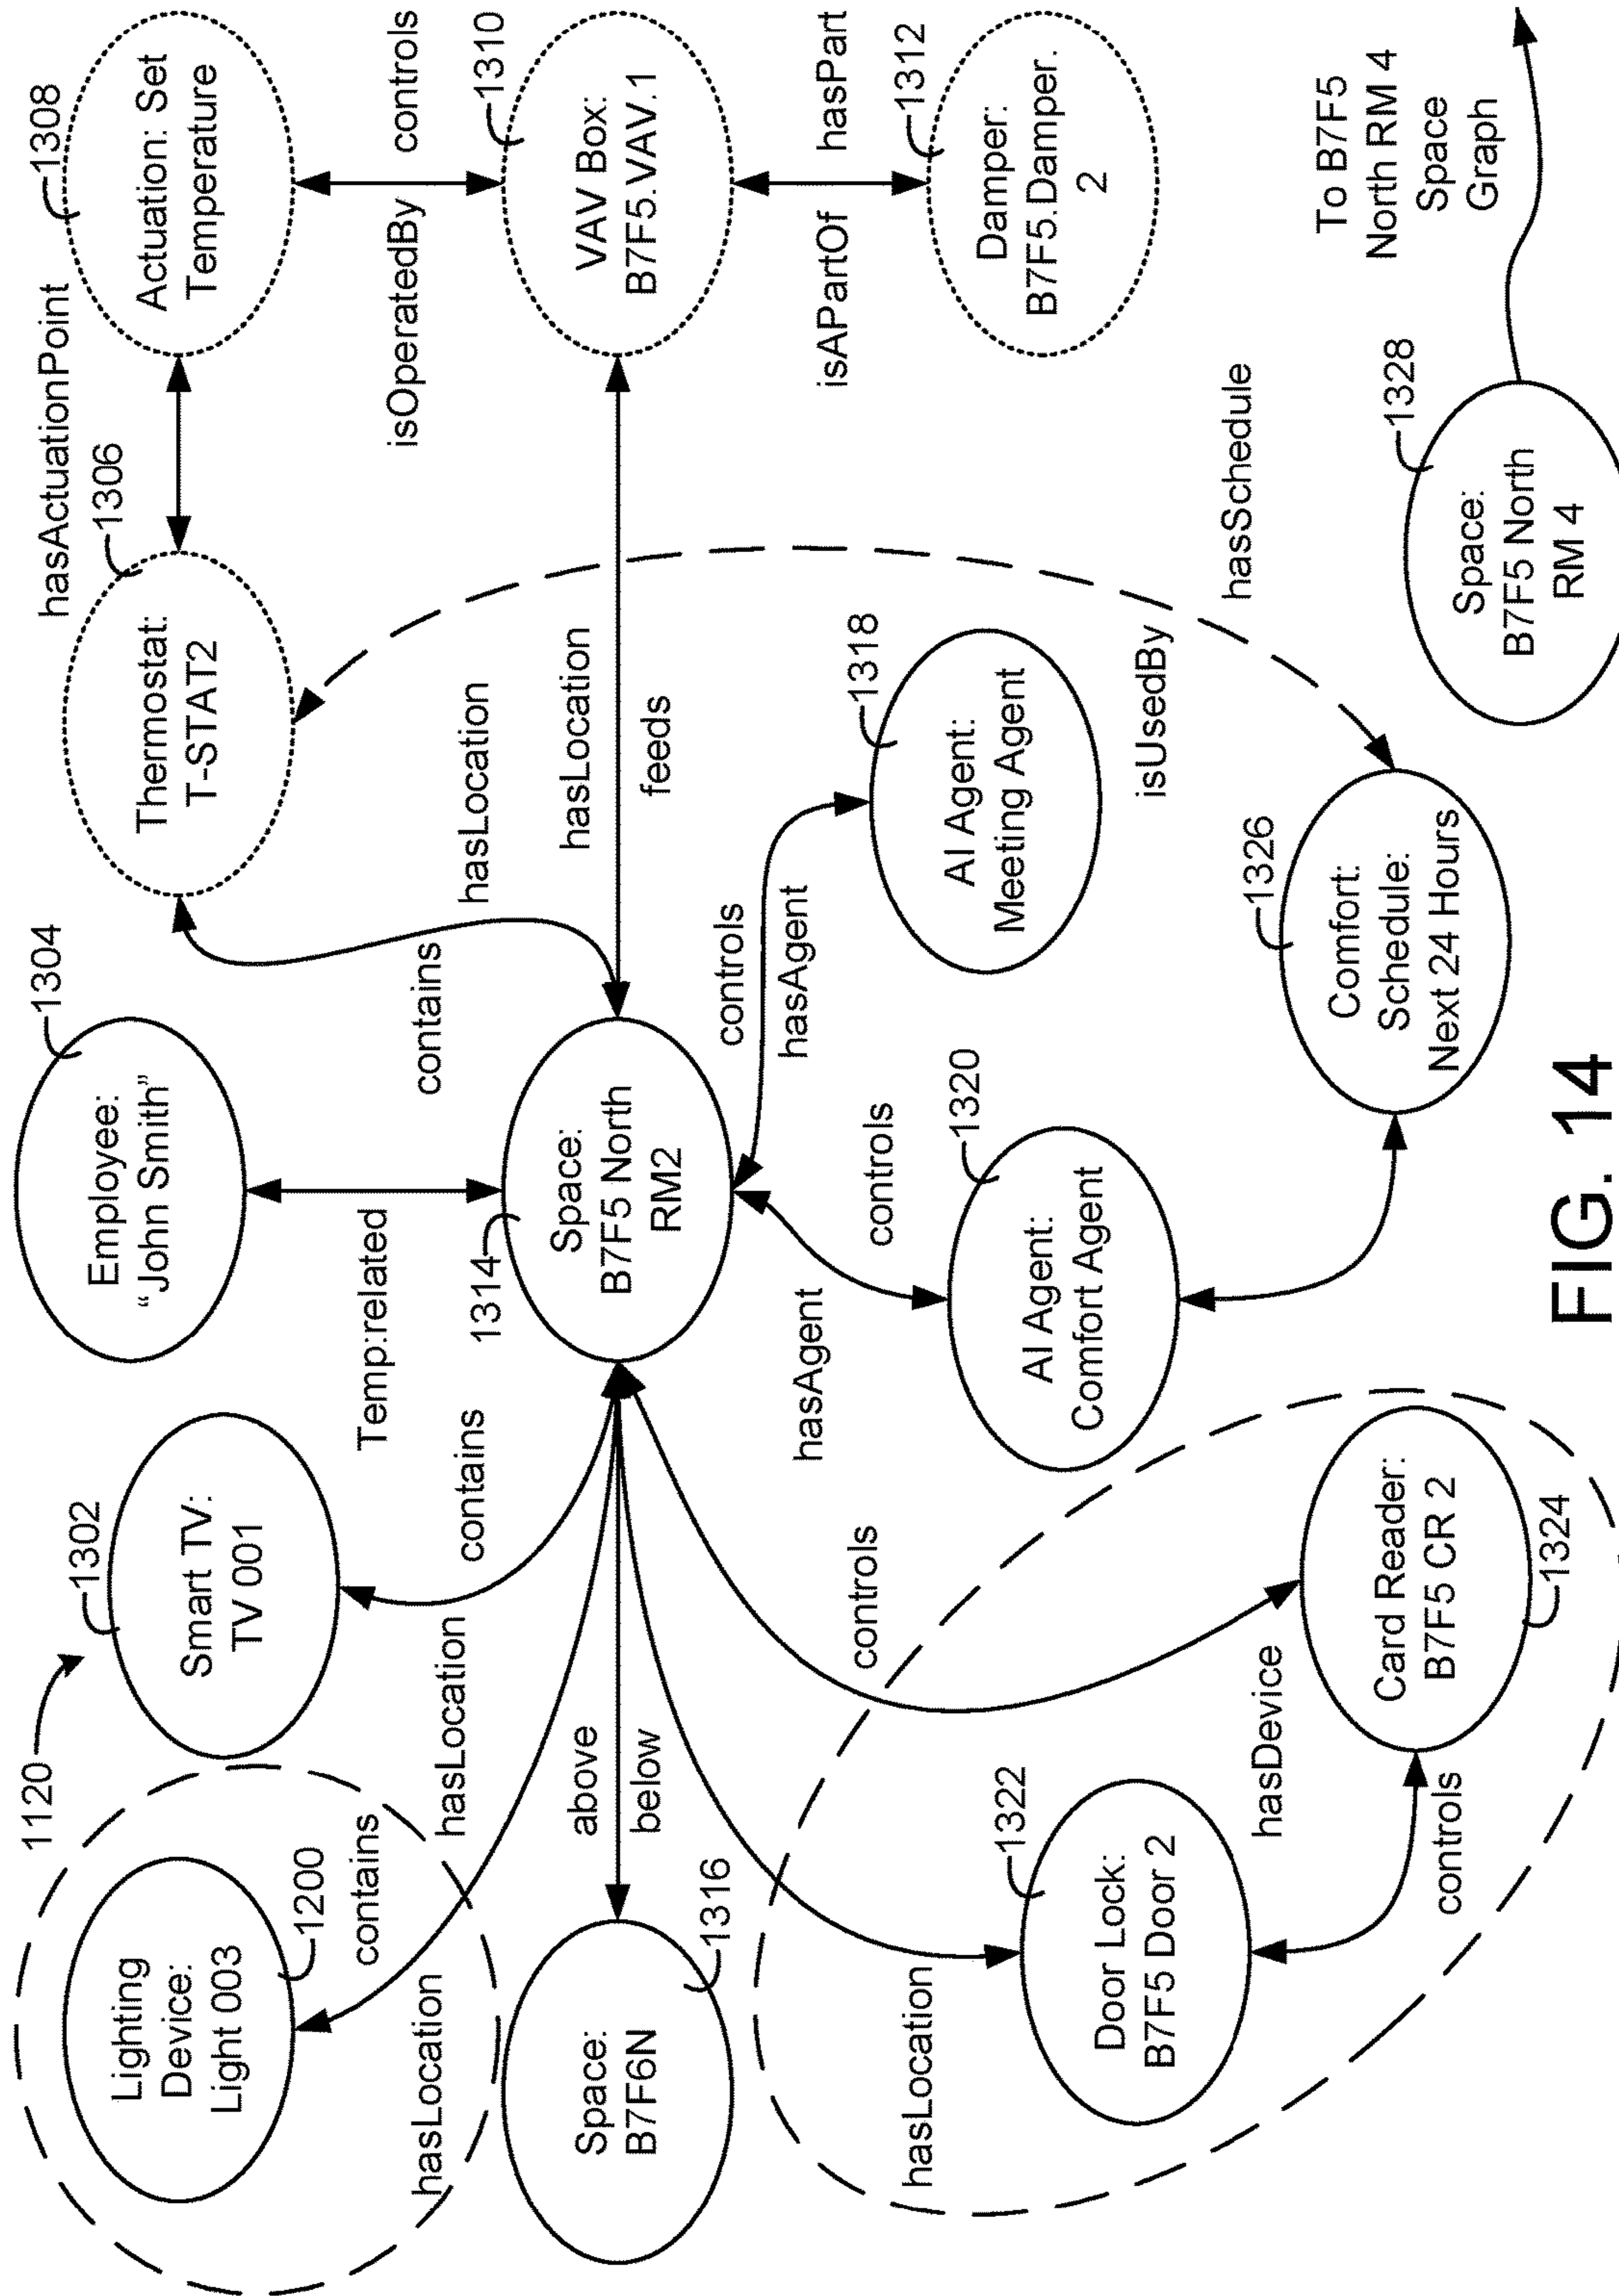 1120
Lighting
Device:
Light 003
1200
contains
hasLocation
Smart TV:
TV 001
1302
contains
hasLocation
Employee:
“John Smith”
1304
Temp:related
Thermostat:
T-STAT2
1306
contains
hasLocation
hasActuationPoint
Actuation: Set
Temperature
1308
isOperatedBy
controls
Space:
B7F6N
1316
above
below
Space:
B7F5 North
RM2
1314
hasLocation
feeds
VAV Box:
B7F5.VAV.1
1310
isAPartOf
hasPart
Damper:
B7F5.Damper.
2
1312
hasLocation
controls
Door Lock:
B7F5 Door 2
1322
hasDevice
controls
Card Reader:
B7F5 CR 2
1324
hasAgent
controls
AI Agent:
Comfort Agent
1320
controls
hasAgent
AI Agent:
Meeting Agent
1318
isUsedBy
hasSchedule
Comfort:
Schedule:
Next 24 Hours
1326
Space:
B7F5 North
RM 4
1328
To B7F5
North RM 4
Space
Graph
FIG. 14